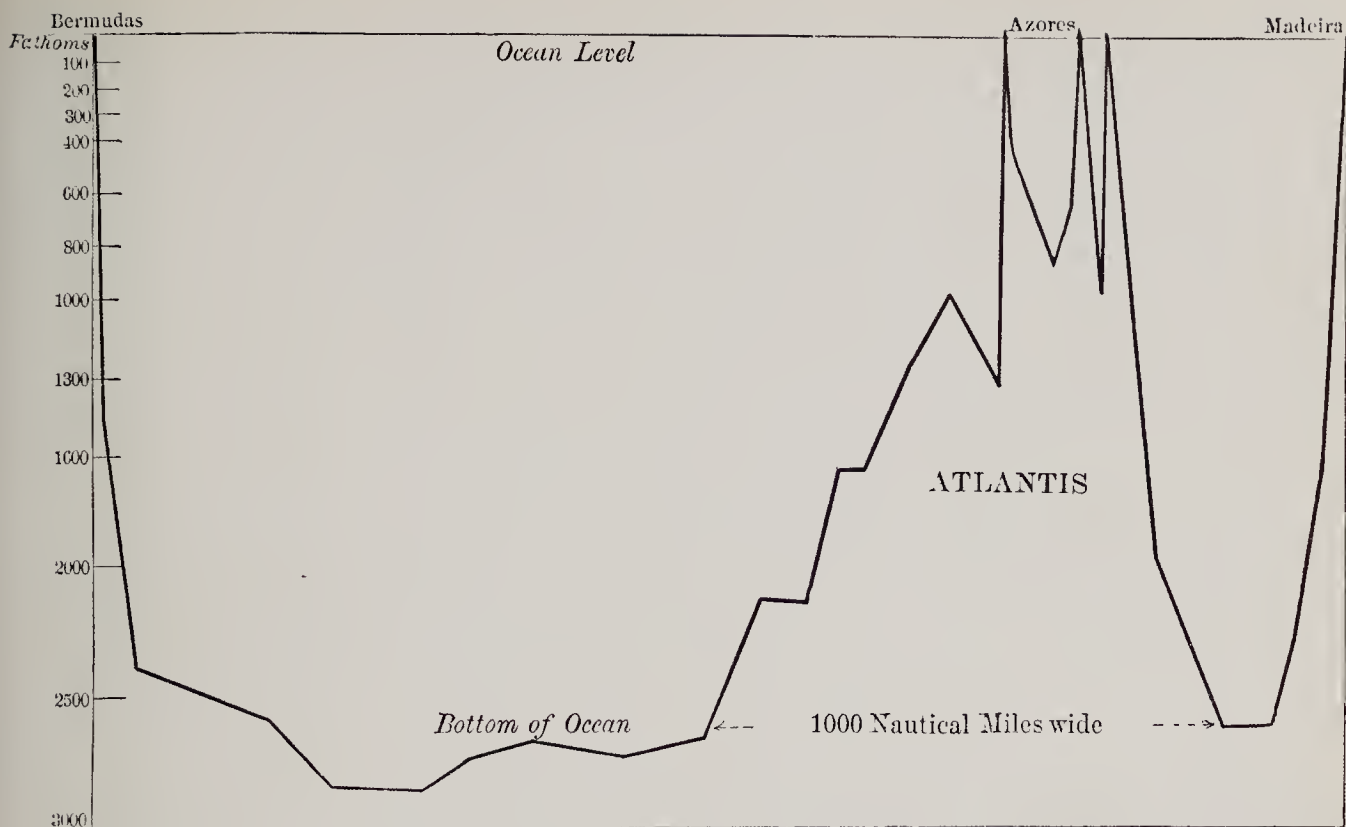 Bermudas Azores Madeira
Fathoms
Ocean Level
100
200
300
400
600
800
1000
1300
1600
ATLANTIS
2000
2500
Bottom of Ocean
1000 Nautical Miles wide
3000